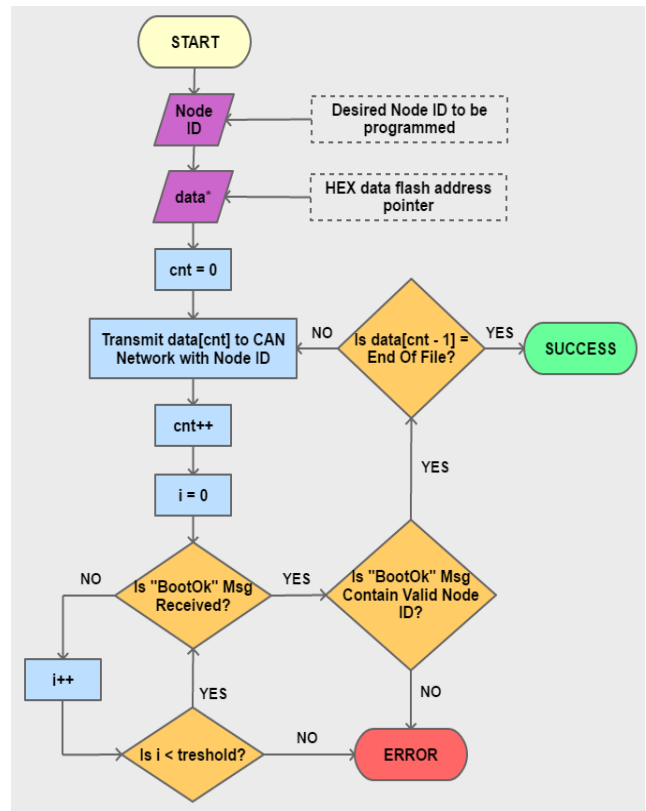 START
Node
ID
Desired Node ID to be
programmed
data*
HEX data flash address
pointer
cnt = 0
Transmit data[cnt] to CAN
Network with Node ID
NO
Is data[cnt - 1] =
End Of File?
YES
SUCCESS
cnt++
YES
i = 0
NO
Is "BootOk" Msg
Received?
YES
Is "BootOk" Msg
Contain Valid Node
ID?
i++
YES
NO
Is i < treshold?
NO
ERROR